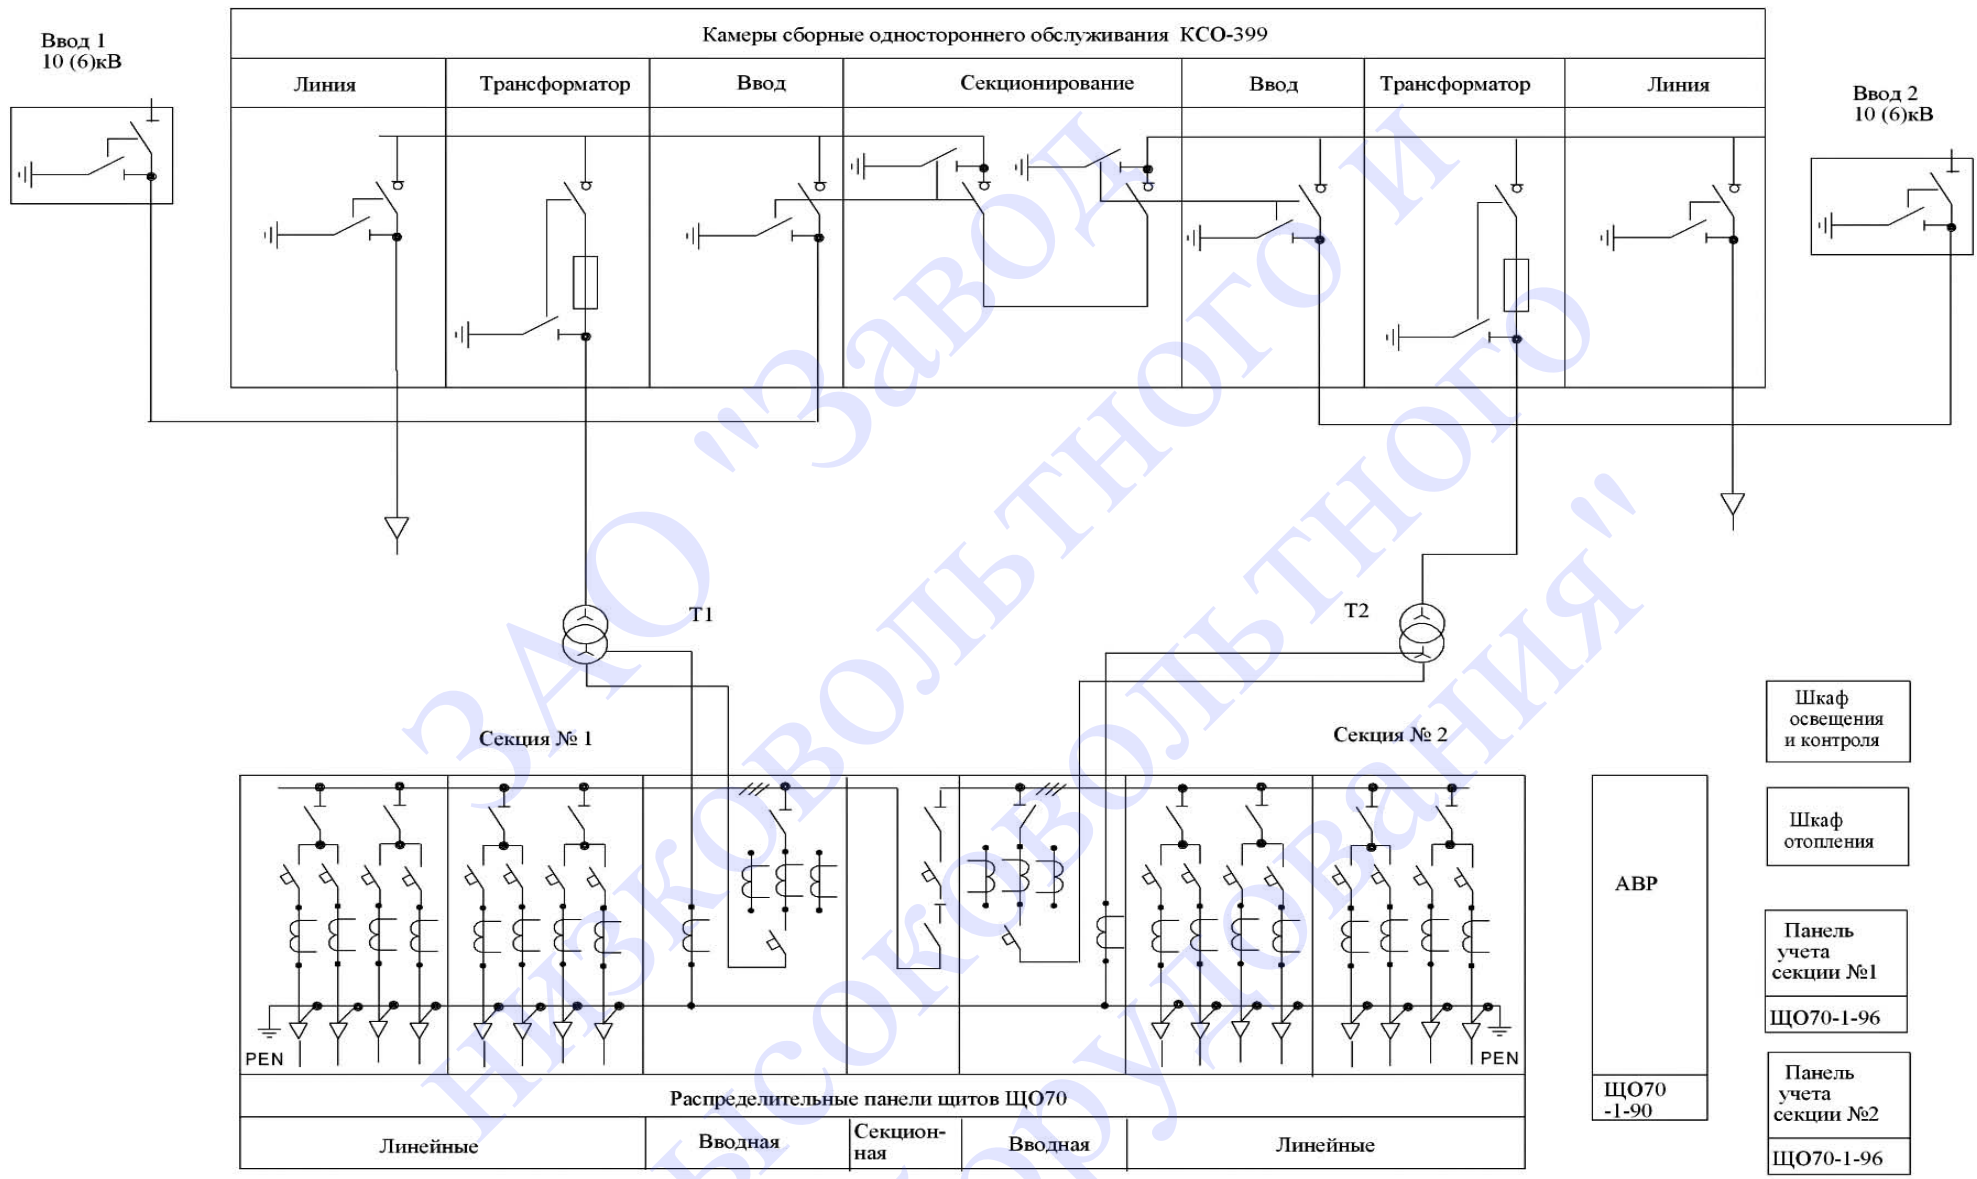 Ввод 1
10 (6)кВ
Камеры сборные одностороннего обслуживания КСО-399
Линия
Трансформатор
Ввод
Секционирование
Ввод
Трансформатор
Линия
Ввод 2
10 (6)кВ
Т1
Т2
Секция № 1
Секция № 2
PEN
PEN
Распределительные панели щитов ЩО70
Линейные
Вводная
Секцион-
ная
Вводная
Линейные
АВР
ЩО70
-1-90
Шкаф
освещения
и контроля
Шкаф
отопления
Панель
учета
секции №1
ЩО70-1-96
Панель
учета
секции №2
ЩО70-1-96
ЗАО "Завод
низковольтного и
высоковольтного